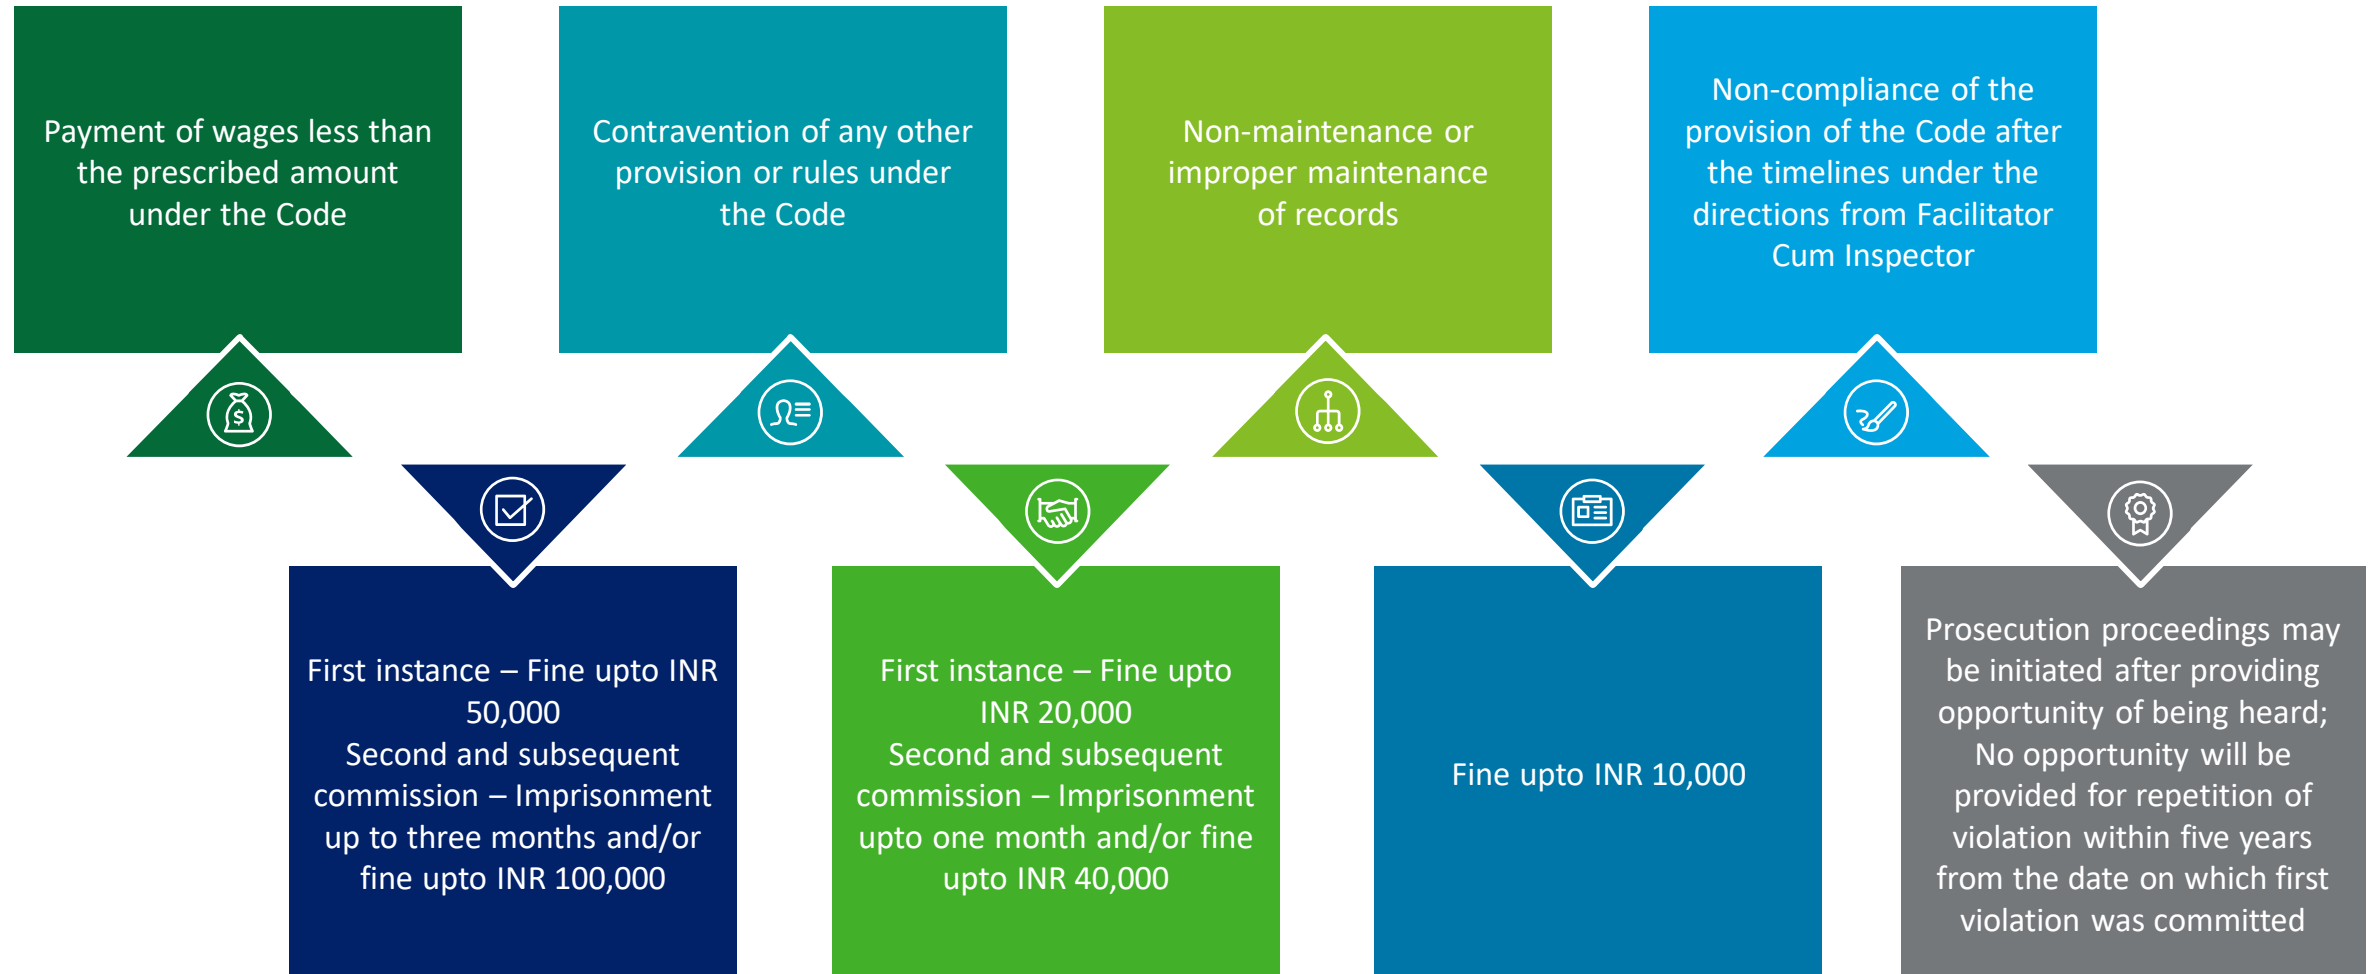 Payment of wages less than
the prescribed amount
under the Code
Contravention of any other
provision or rules under
the Code
Non-maintenance or
improper maintenance
of records
Non-compliance of the
provision of the Code after
the timelines under the
directions from Facilitator
Cum Inspector
$
First instance – Fine upto INR
50,000
Second and subsequent
commission – Imprisonment
up to three months and/or
fine upto INR 100,000
First instance – Fine upto
INR 20,000
Second and subsequent
commission – Imprisonment
upto one month and/or fine
upto INR 40,000
Fine upto INR 10,000
Prosecution proceedings may
be initiated after providing
opportunity of being heard;
No opportunity will be
provided for repetition of
violation within five years
from the date on which first
violation was committed